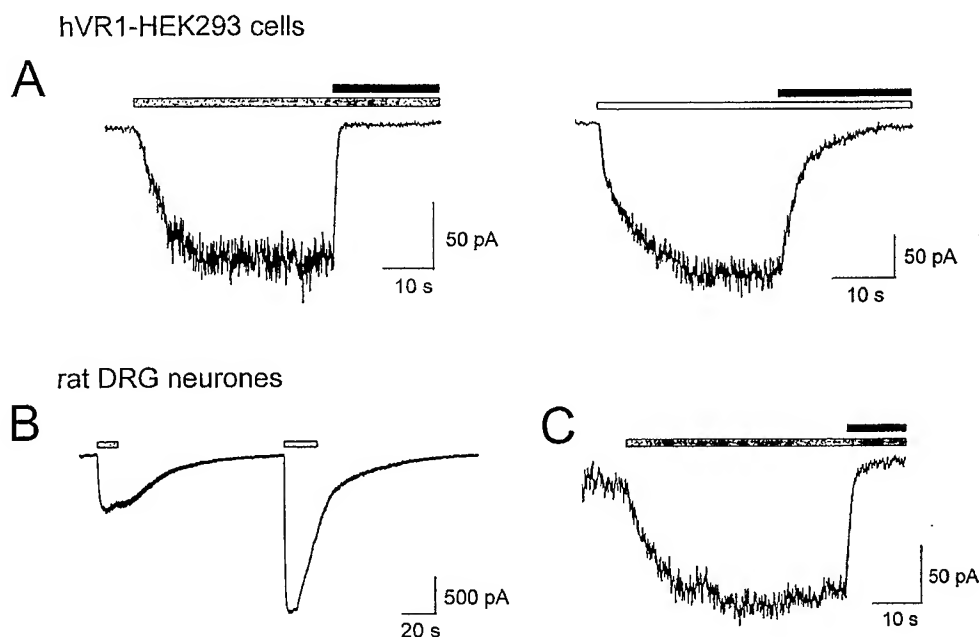 hVR1-HEK293 cells
A
50 pA
10 s
50 pA
10 s
rat DRG neurones
B
500 pA
20 s
C
50 pA
10 s